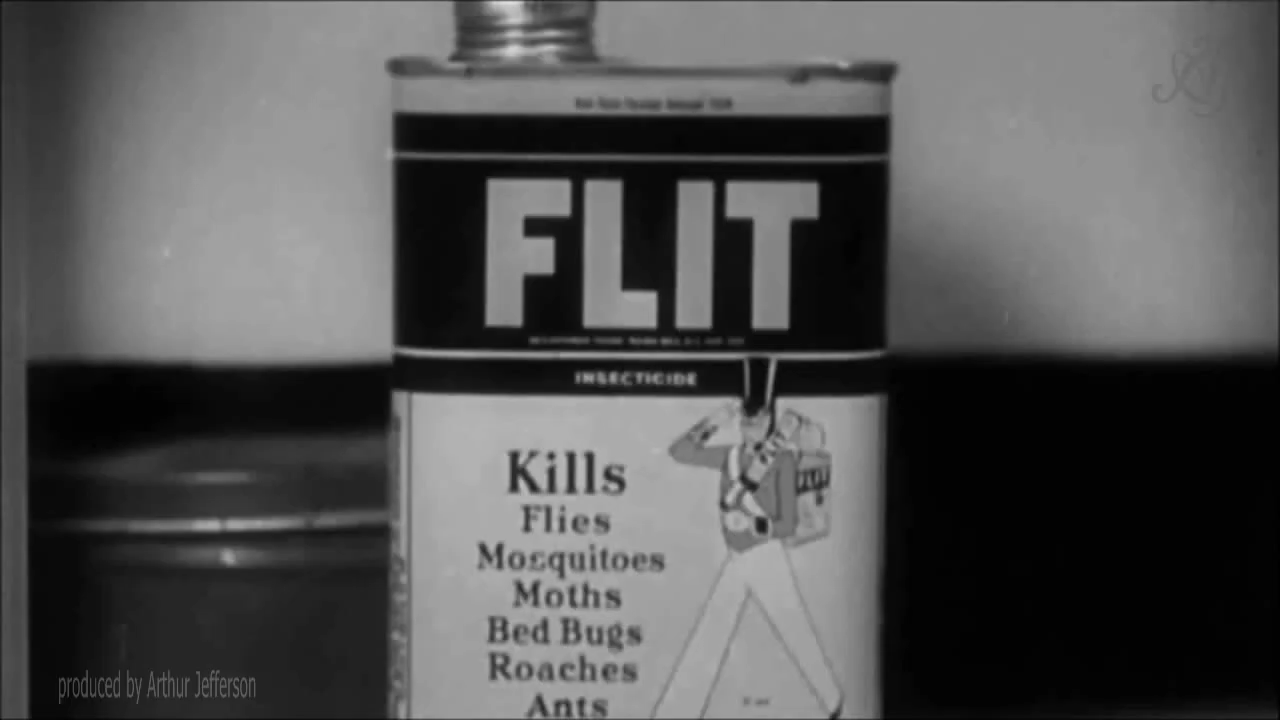 FLIT
INSECTICIDE
Kills
Flies
Mosquitoes
Moths
Bed Bugs
Roaches
Ants
produced by Arthur Jefferson